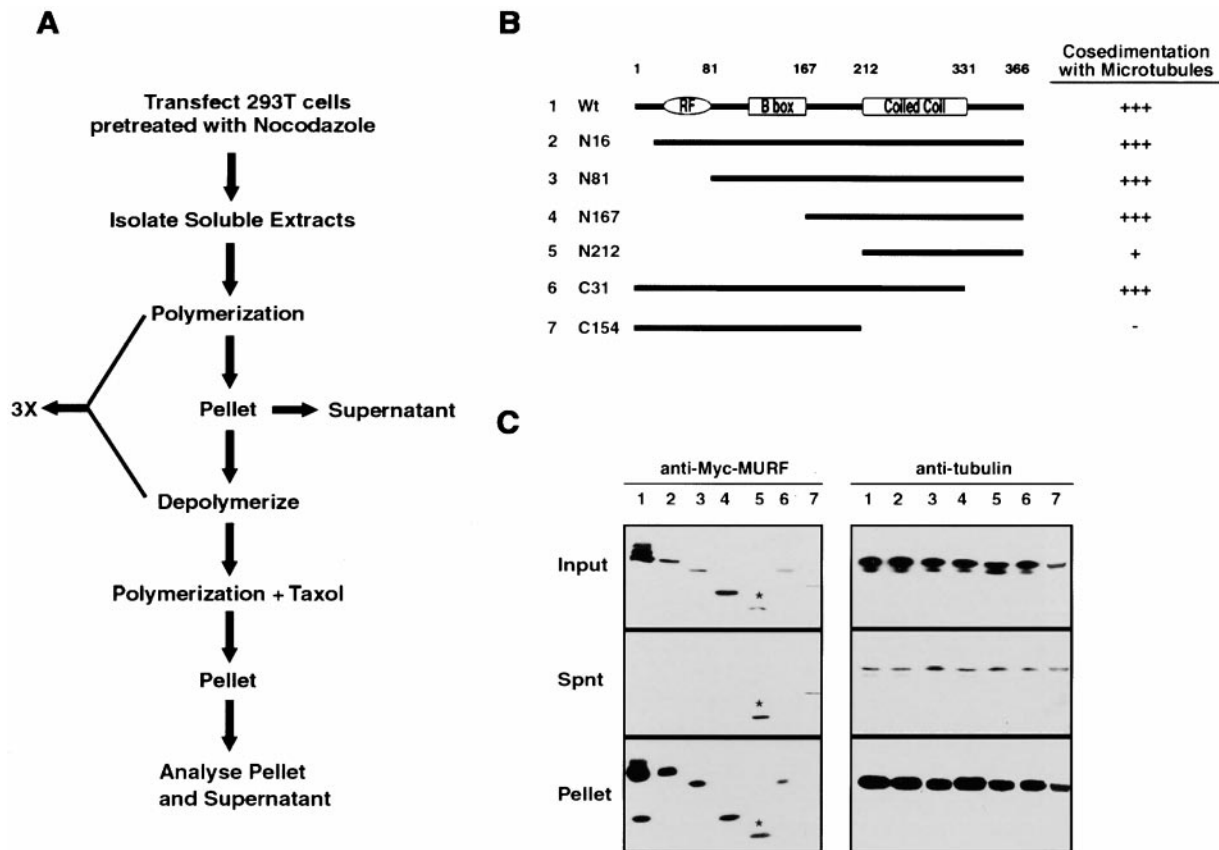 A
Transfect 293T cells
pretreated with Nocodazole
Isolate Soluble Extracts
Polymerization
3X
Pellet
Supernatant
Depolymerize
Polymerization + Taxol
Pellet
Analyse Pellet
and Supernatant
B
Cosedimentation
with Microtubules
1 81 167 212 331 366
1 Wt RF B box Coiled Coil +++
2 N16 +++
3 N81 +++
4 N167 +++
5 N212 +
6 C31 +++
7 C154 -
C
anti-Myc-MURF anti-tubulin
1 2 3 4 5 6 7 1 2 3 4 5 6 7
Input *
Spnt *
Pellet *